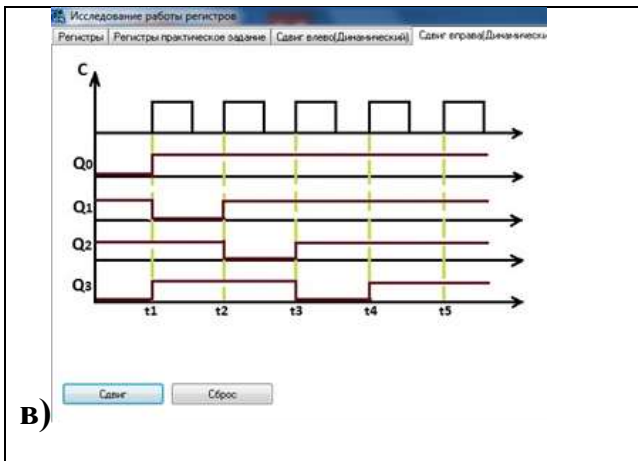 Исследование работы регистров
Регистры Регистры практическое задание Сдвиг влево(Динамический) Сдвиг вправо(Динамически
C
Q0
Q1
Q2
Q3
t1 t2 t3 t4 t5
Сдвиг Сброс
в)